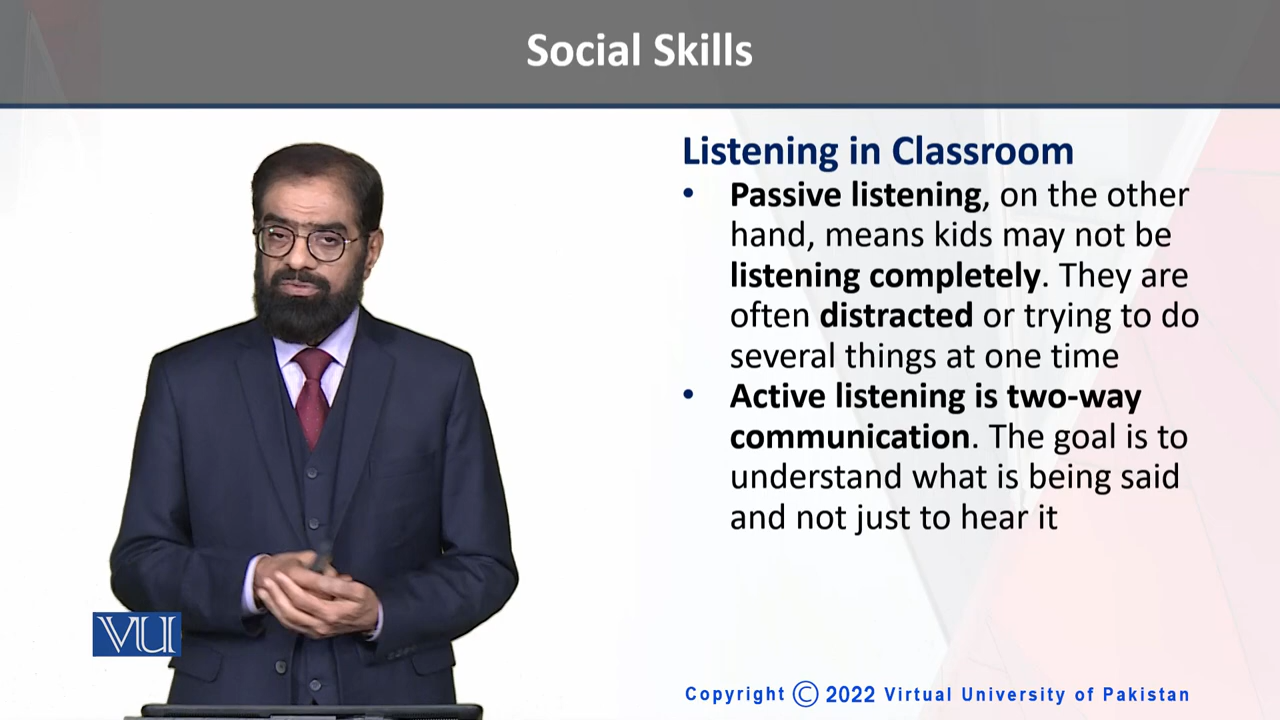 Social Skills
Listening in Classroom
• Passive listening, on the other
hand, means kids may not be
listening completely. They are
often distracted or trying to do
several things at one time
• Active listening is two-way
communication. The goal is to
understand what is being said
and not just to hear it
VU
Copyright © 2022 Virtual University of Pakistan